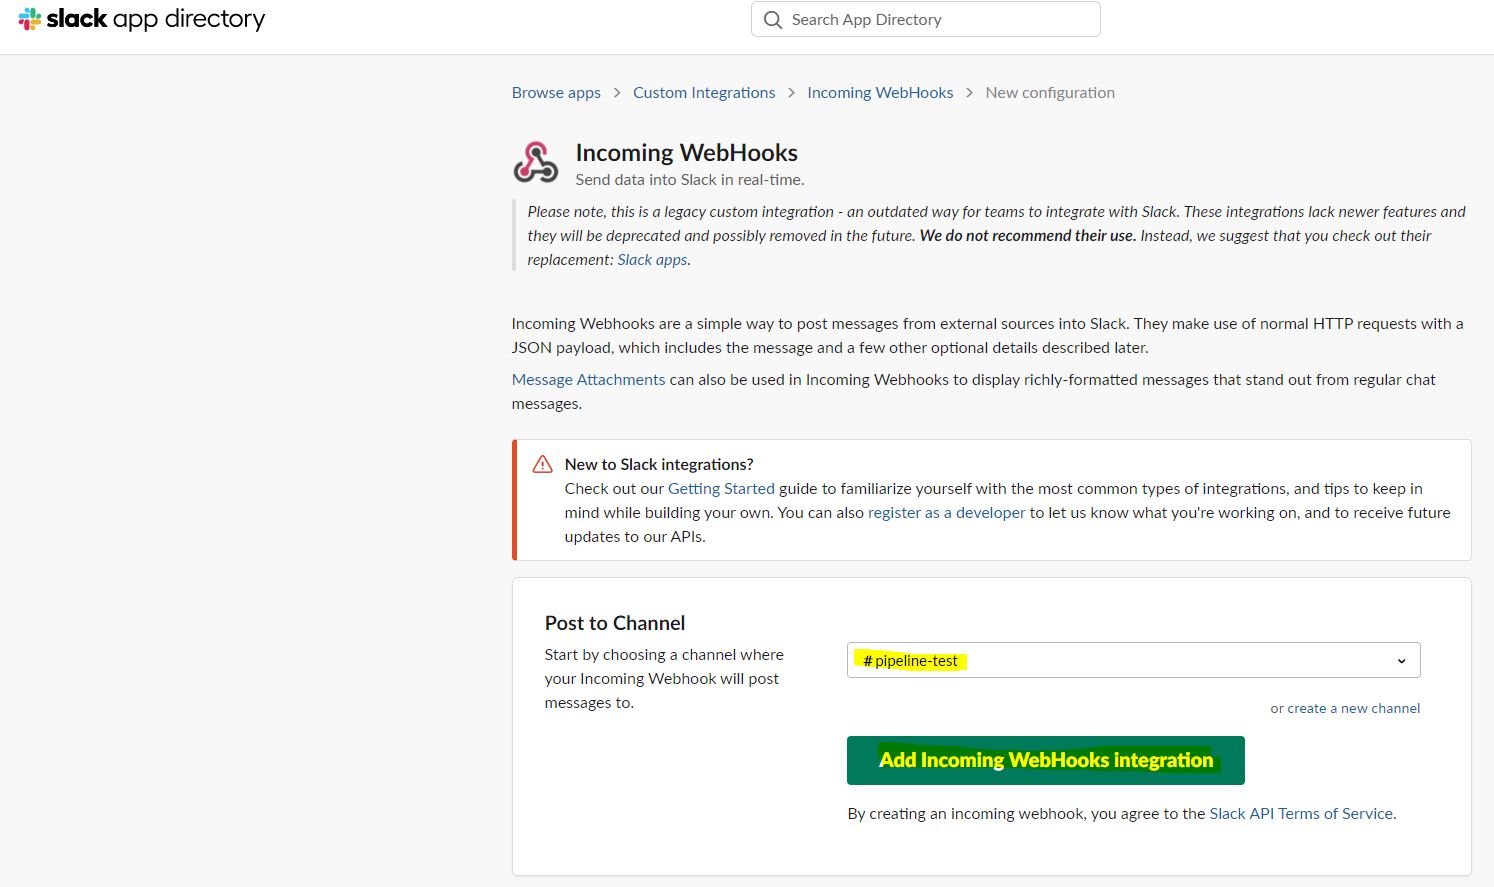 slack app directory
Search App Directory
Browse apps > Custom Integrations > Incoming WebHooks > New configuration
Incoming WebHooks
Send data into Slack in real-time.
Please note, this is a legacy custom integration - an outdated way for teams to integrate with Slack. These integrations lack newer features and
they will be deprecated and possibly removed in the future. We do not recommend their use. Instead, we suggest that you check out their
replacement: Slack apps.
Incoming Webhooks are a simple way to post messages from external sources into Slack. They make use of normal HTTP requests with a
JSON payload, which includes the message and a few other optional details described later.
Message Attachments can also be used in Incoming Webhooks to display richly-formatted messages that stand out from regular chat
messages.
New to Slack integrations?
Check out our Getting Started guide to familiarize yourself with the most common types of integrations, and tips to keep in
mind while building your own. You can also register as a developer to let us know what you're working on, and to receive future
updates to our APIs.
Post to Channel
Start by choosing a channel where
your Incoming Webhook will post
messages to.
#pipeline-test
or create a new channel
Add Incoming WebHooks integration
By creating an incoming webhook, you agree to the Slack API Terms of Service.